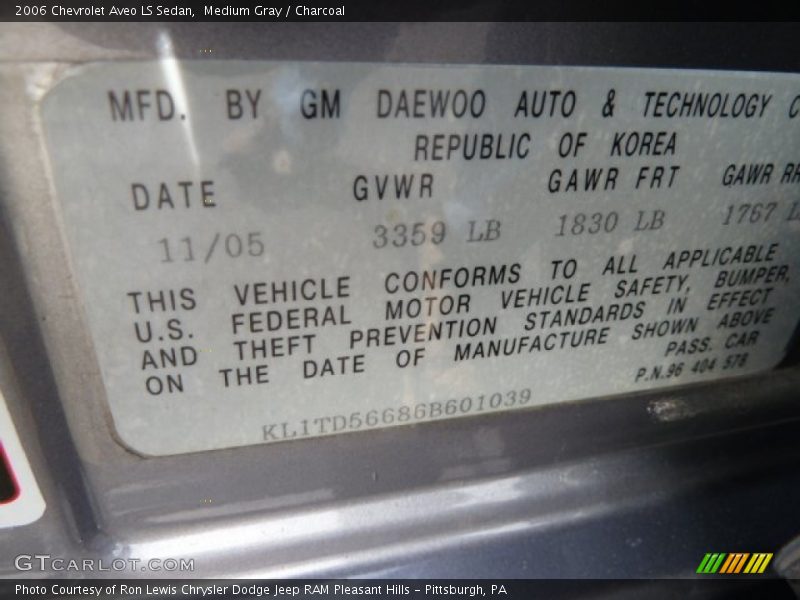 2006 Chevrolet Aveo LS Sedan, Medium Gray / Charcoal
MFD. BY GM DAEWOO AUTO & TECHNOLOGY C
REPUBLIC OF KOREA
DATE GVWR GAWR FRT GAWR RR
11/05 3359 LB 1830 LB 1767 L
THIS VEHICLE CONFORMS TO ALL APPLICABLE
U.S. FEDERAL MOTOR VEHICLE SAFETY, BUMPER,
AND THEFT PREVENTION STANDARDS IN EFFECT
ON THE DATE OF MANUFACTURE SHOWN ABOVE
PASS. CAR
P.N.96 404 578
KL1TD56686B601039
GTCARLOT.COM
Photo Courtesy of Ron Lewis Chrysler Dodge Jeep RAM Pleasant Hills - Pittsburgh, PA